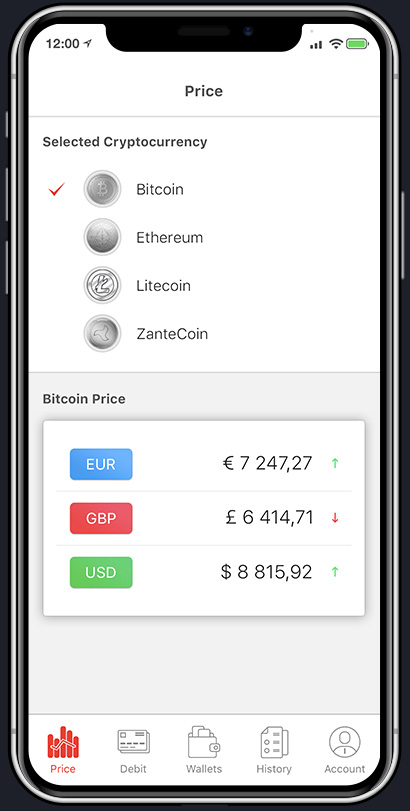 12:00
Price
Selected Cryptocurrency
Bitcoin
Ethereum
Litecoin
ZanteCoin
Bitcoin Price
EUR € 7 247,27 ↑
GBP £ 6 414,71 ↓
USD $ 8 815,92 ↑
Price Debit Wallets History Account